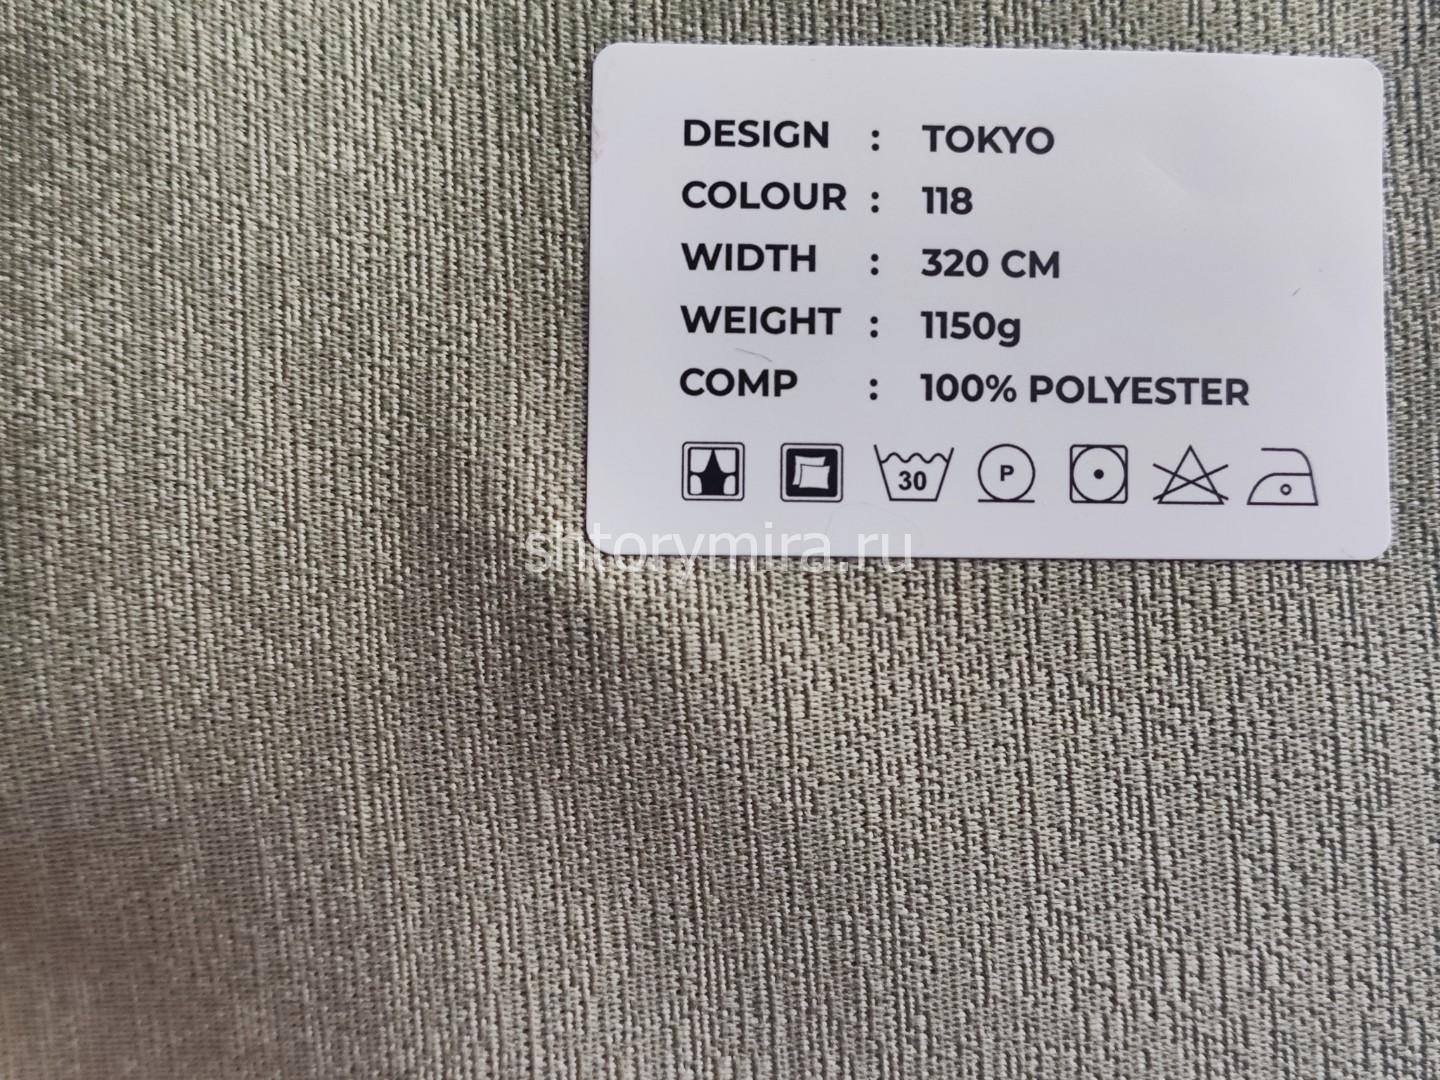 DESIGN : TOKYO
COLOUR : 118
WIDTH : 320 CM
WEIGHT : 1150g
COMP : 100% POLYESTER
30 P
shtorymira.ru